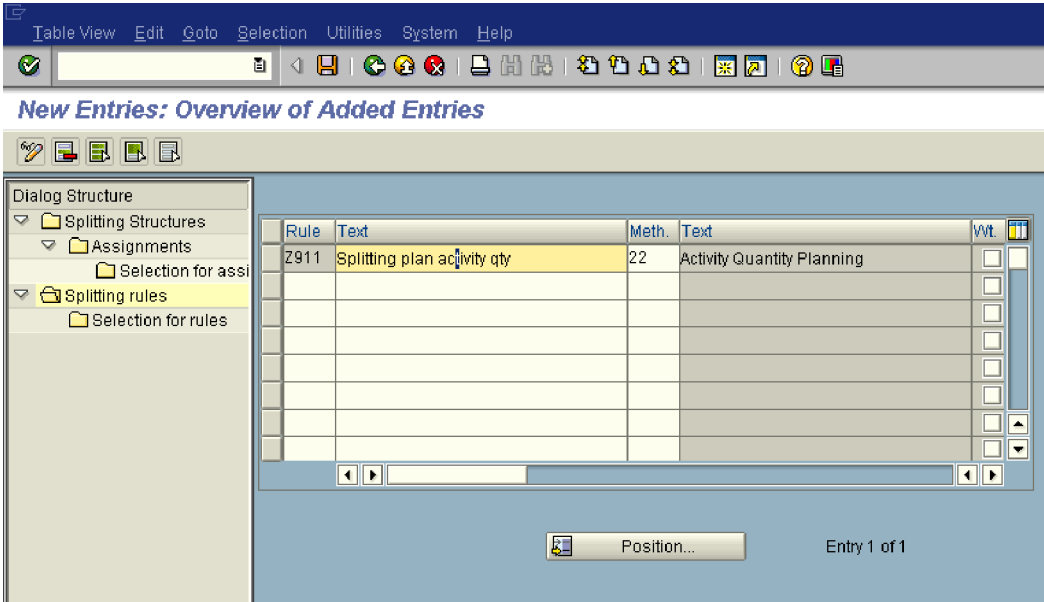 Table View Edit Goto Selection Utilities System Help
New Entries: Overview of Added Entries
Dialog Structure
Splitting Structures
Assignments
Selection for assi
Splitting rules
Selection for rules
Rule Text Meth. Text Wt.
Z911 Splitting plan activity qty 22 Activity Quantity Planning
Position... Entry 1 of 1